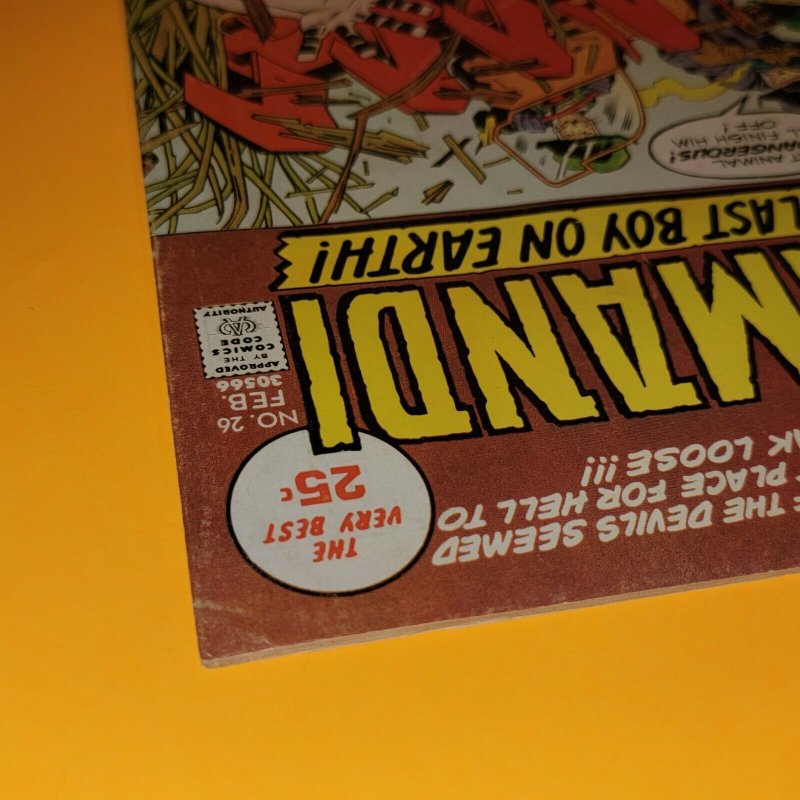 THE DEVILS SEEMED
PLACE FOR HELL TO
LOOSE!!!
THE
VERY BEST
25¢
NO. 26
FEB.
30566
APPROVED
BY THE
COMICS
CODE
CA
AUTHORITY
MANDI
LAST BOY ON EARTH!
ANIMAL
FINISH HIM
OFF!